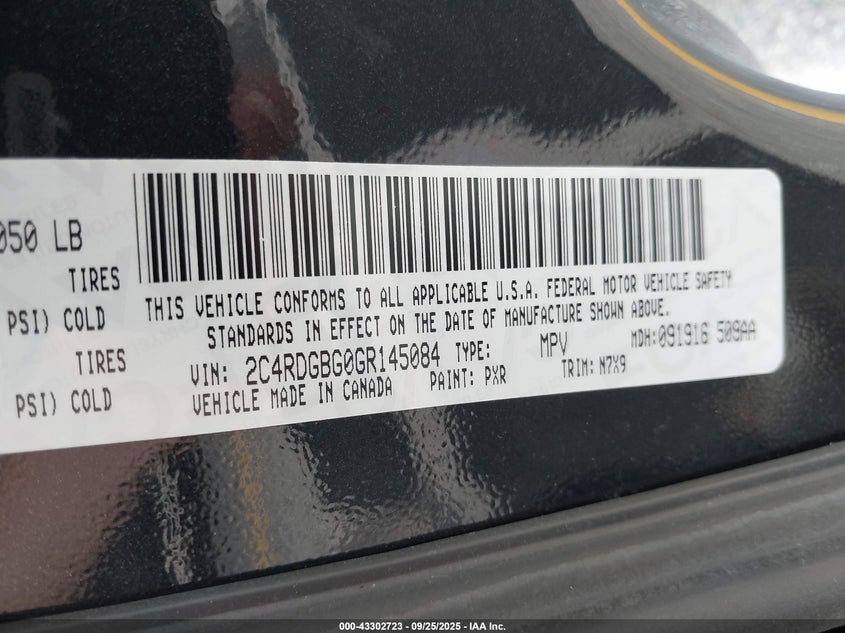 050 LB
TIRES
PSI) COLD
TIRES
PSI) COLD
THIS VEHICLE CONFORMS TO ALL APPLICABLE U.S.A. FEDERAL MOTOR VEHICLE SAFETY
STANDARDS IN EFFECT ON THE DATE OF MANUFACTURE SHOWN ABOVE.
VIN: 2C4RDGBG0GR145084 TYPE: MPV MDH:091916 509AA
VEHICLE MADE IN CANADA PAINT: PXR TRIM: N7X9
000-43302723 - 09/25/2025 - IAA Inc.